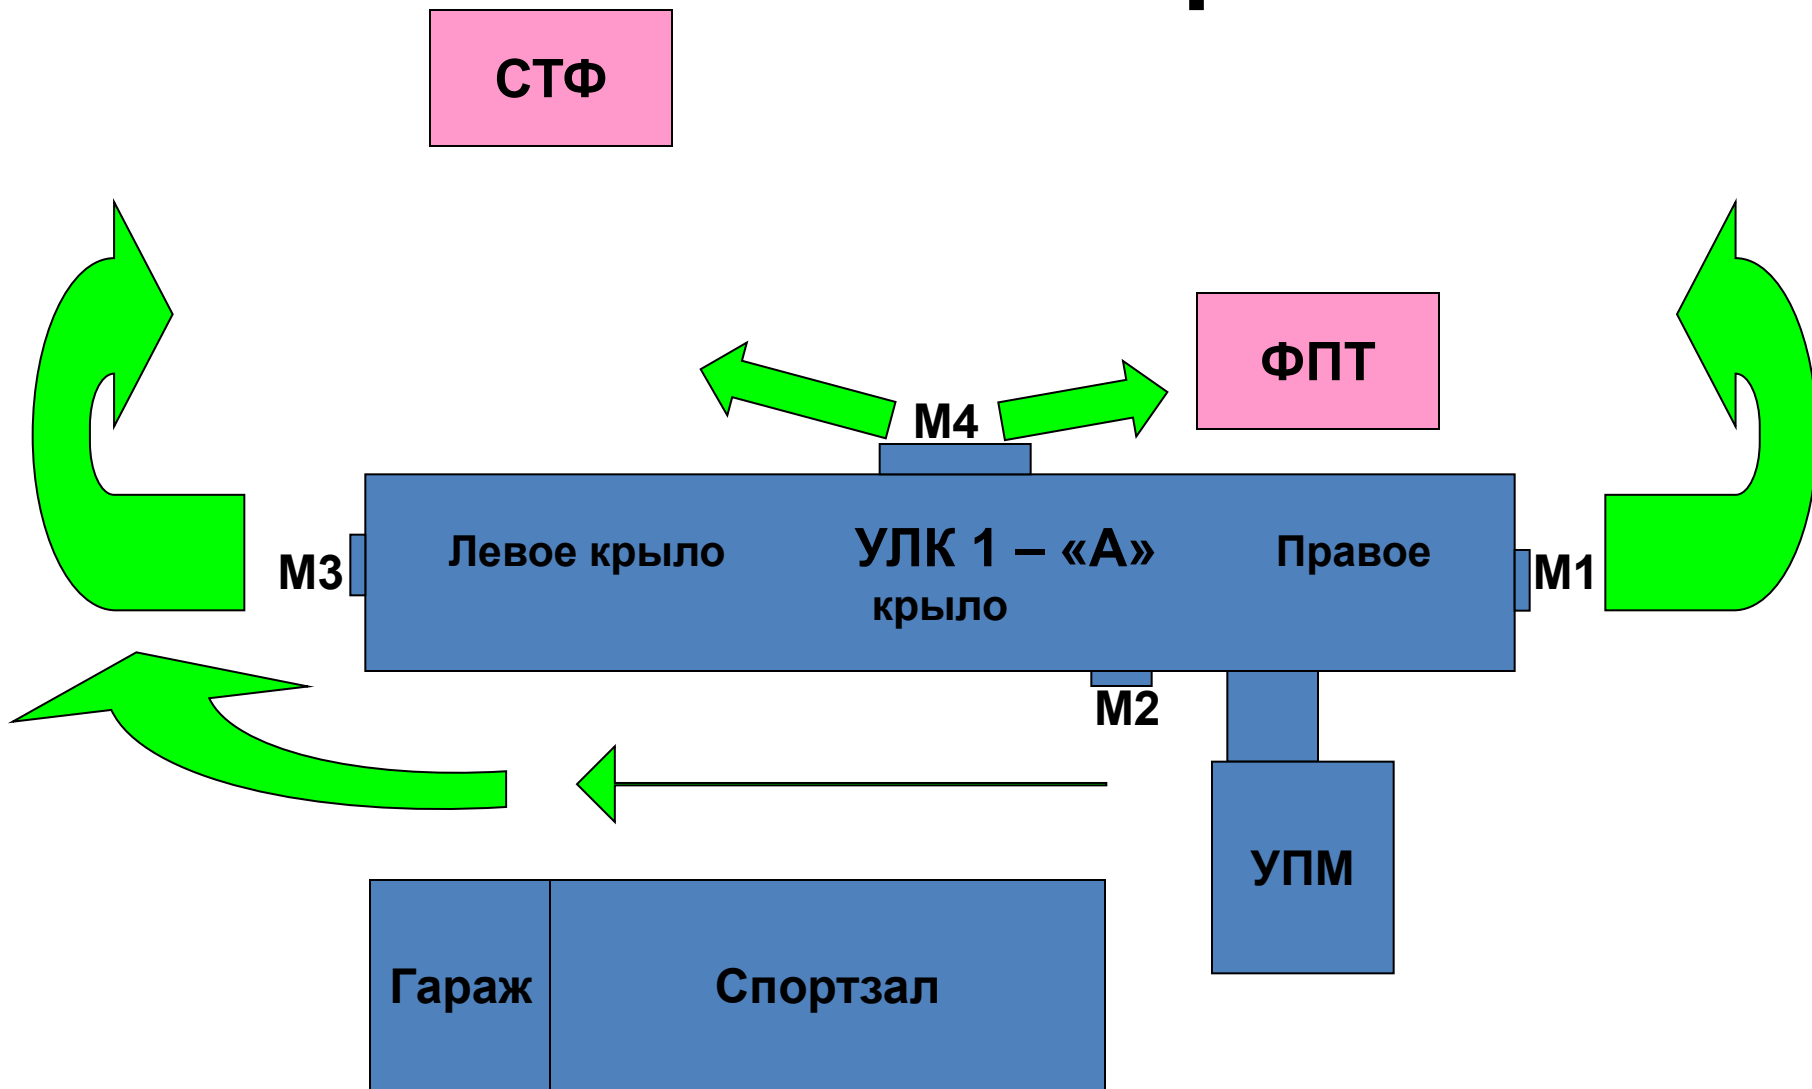 СТФ
ФПТ
М4
Левое крыло УЛК 1 – «А» Правое
крыло
М3
М1
М2
УПМ
Гараж
Спортзал